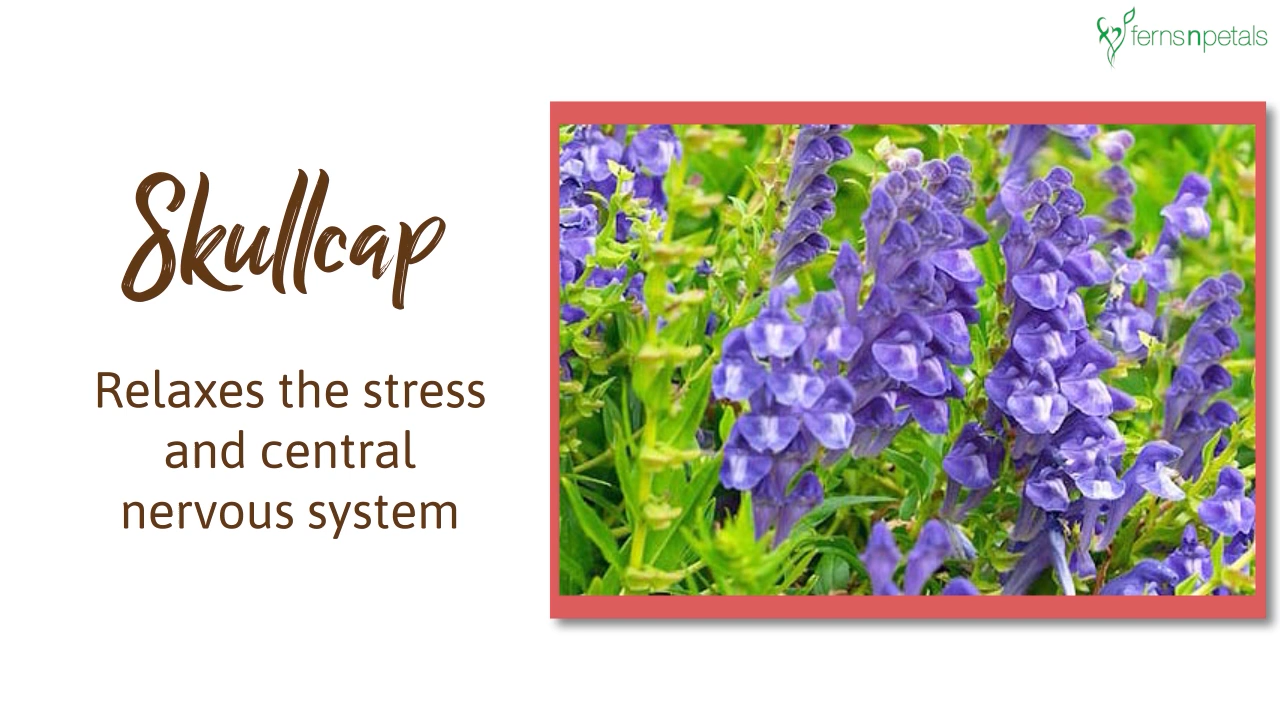 fernsnpetals
Skullcap
Relaxes the stress
and central
nervous system